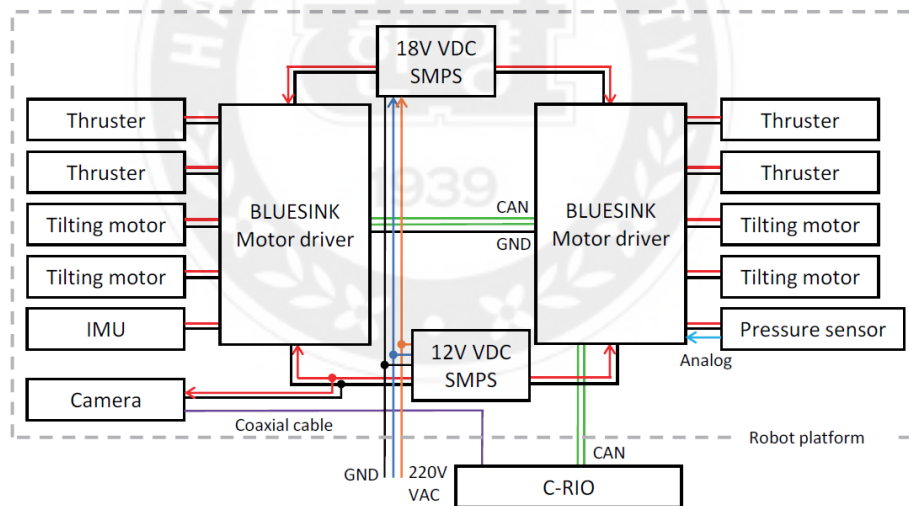 18V VDC
SMPS
Thruster
Thruster
Tilting motor
Tilting motor
IMU
Camera
BLUESINK
Motor driver
1939
CAN
GND
BLUESINK
Motor driver
Thruster
Thruster
Tilting motor
Tilting motor
Pressure sensor
Analog
12V VDC
SMPS
Coaxial cable
Robot platform
GND
220V
VAC
CAN
C-RIO